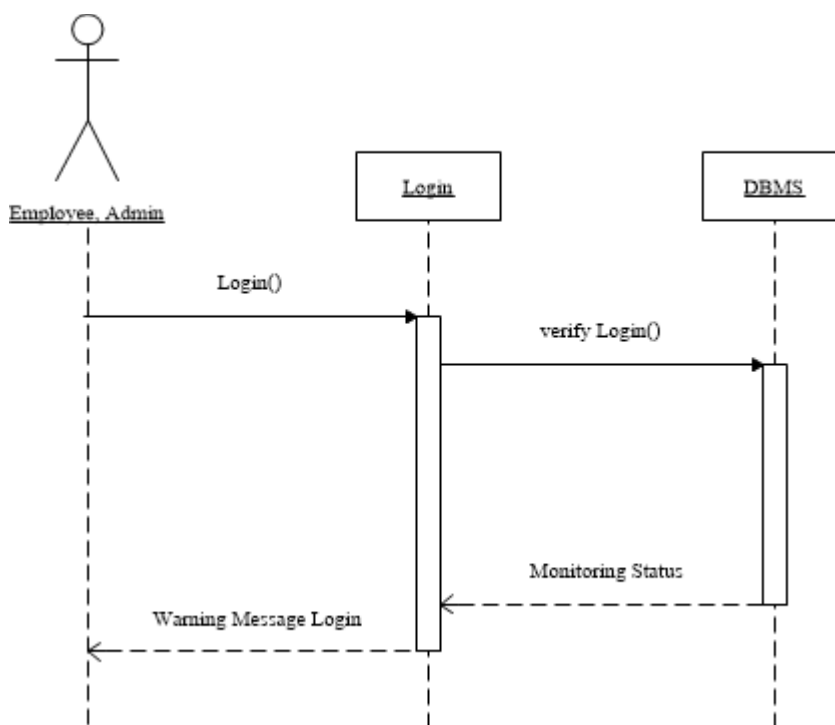 Employee, Admin
Login
DBMS
Login()
verify Login()
Monitoring Status
Warning Message Login